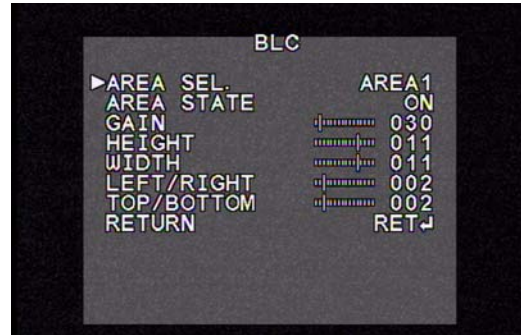 BLC
►AREA SEL. AREA1
AREA STATE ON
GAIN 030
HEIGHT 011
WIDTH 011
LEFT/RIGHT 002
TOP/BOTTOM 002
RETURN RET↵